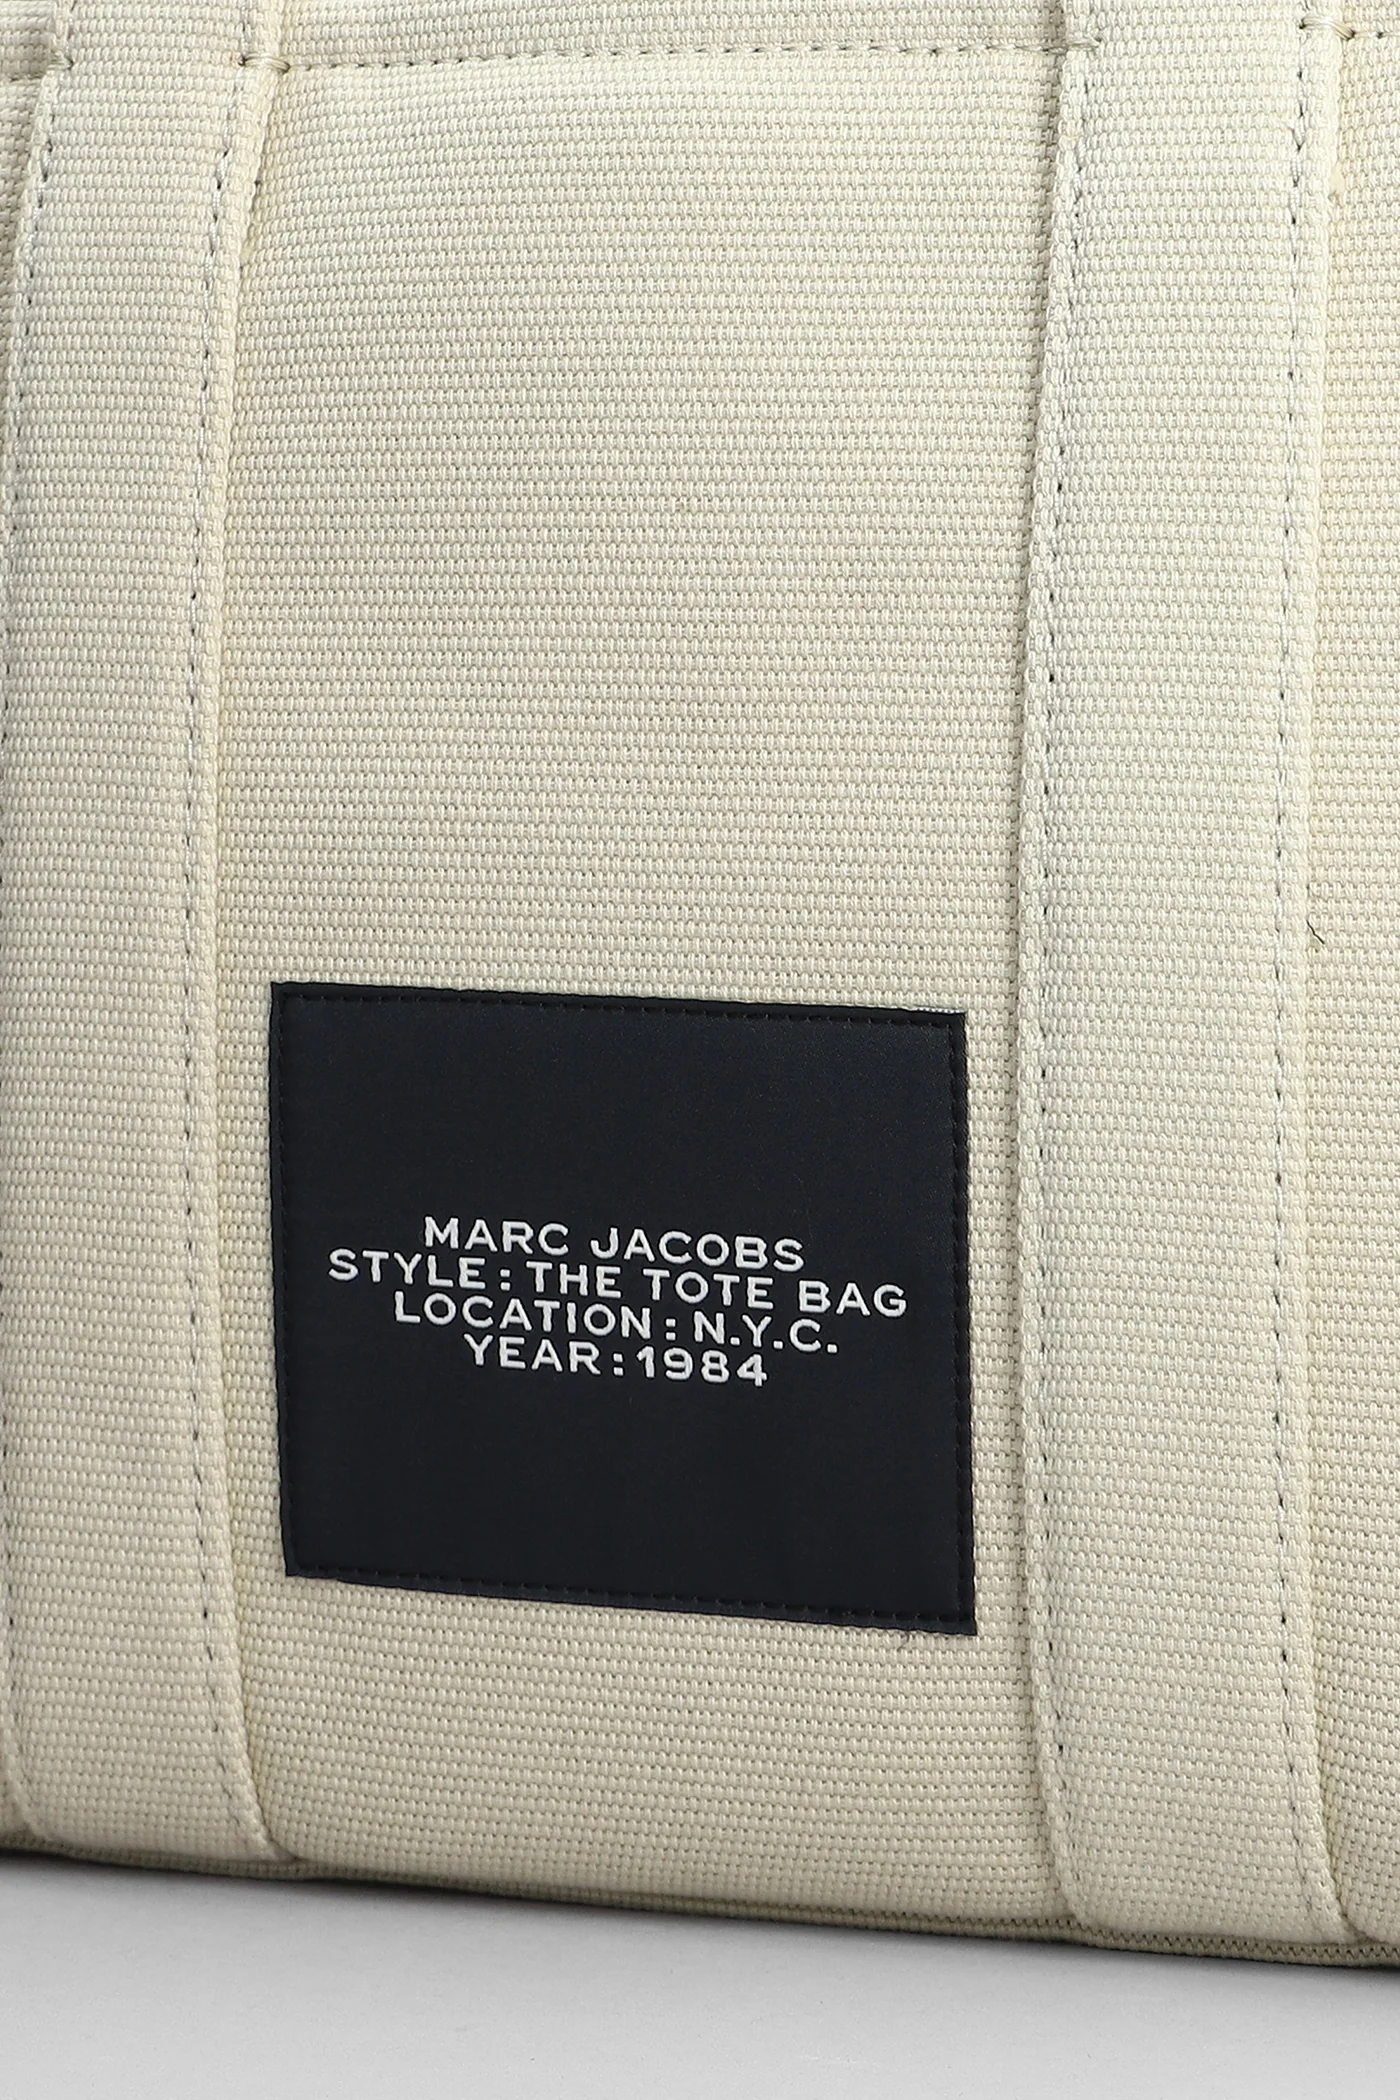 MARC JACOBS
STYLE : THE TOTE BAG
LOCATION : N.Y.C.
YEAR : 1984